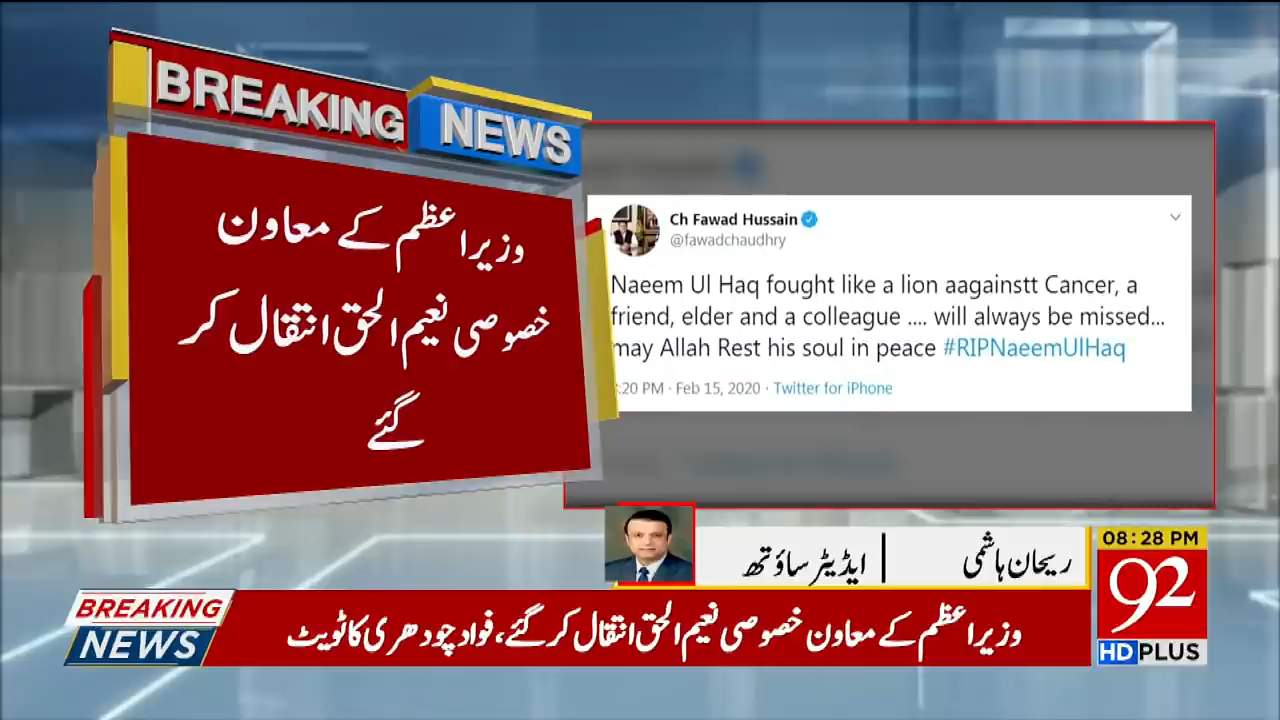 BREAKING NEWS
وزیراعظم کے معاون
خصوصی نعیم الحق انتقال کر
گئے
Ch Fawad Hussain
@fawadchaudhry
Naeem Ul Haq fought like a lion aagainstt Cancer, a
friend, elder and a colleague .... will always be missed...
may Allah Rest his soul in peace #RIPNaeemUlHaq
:20 PM · Feb 15, 2020 · Twitter for iPhone
ریحان ہاشمی | ایڈیٹر ساؤتھ
08:28 PM
92
HD PLUS
BREAKING
NEWS
وزیراعظم کے معاون خصوصی نعیم الحق انتقال کر گئے، فواد چودھری کا ٹویٹ